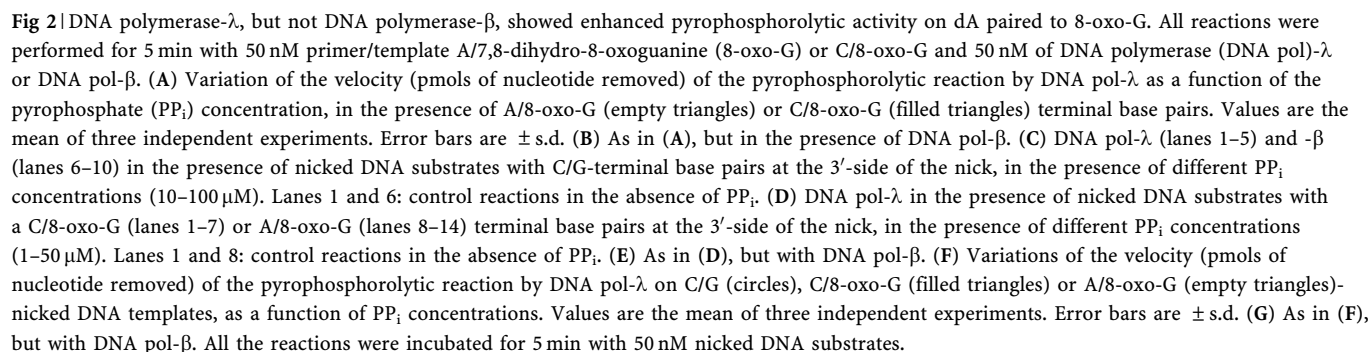 Fig 2 | DNA polymerase-λ, but not DNA polymerase-β, showed enhanced pyrophosphorolytic activity on dA paired to 8-oxo-G. All reactions were
performed for 5 min with 50 nM primer/template A/7,8-dihydro-8-oxoguanine (8-oxo-G) or C/8-oxo-G and 50 nM of DNA polymerase (DNA pol)-λ
or DNA pol-β. (A) Variation of the velocity (pmols of nucleotide removed) of the pyrophosphorolytic reaction by DNA pol-λ as a function of the
pyrophosphate (PPi) concentration, in the presence of A/8-oxo-G (empty triangles) or C/8-oxo-G (filled triangles) terminal base pairs. Values are the
mean of three independent experiments. Error bars are ± s.d. (B) As in (A), but in the presence of DNA pol-β. (C) DNA pol-λ (lanes 1–5) and -β
(lanes 6–10) in the presence of nicked DNA substrates with C/G-terminal base pairs at the 3′-side of the nick, in the presence of different PPi
concentrations (10–100 μM). Lanes 1 and 6: control reactions in the absence of PPi. (D) DNA pol-λ in the presence of nicked DNA substrates with
a C/8-oxo-G (lanes 1–7) or A/8-oxo-G (lanes 8–14) terminal base pairs at the 3′-side of the nick, in the presence of different PPi concentrations
(1–50 μM). Lanes 1 and 8: control reactions in the absence of PPi. (E) As in (D), but with DNA pol-β. (F) Variations of the velocity (pmols of
nucleotide removed) of the pyrophosphorolytic reaction by DNA pol-λ on C/G (circles), C/8-oxo-G (filled triangles) or A/8-oxo-G (empty triangles)-
nicked DNA templates, as a function of PPi concentrations. Values are the mean of three independent experiments. Error bars are ± s.d. (G) As in (F),
but with DNA pol-β. All the reactions were incubated for 5 min with 50 nM nicked DNA substrates.